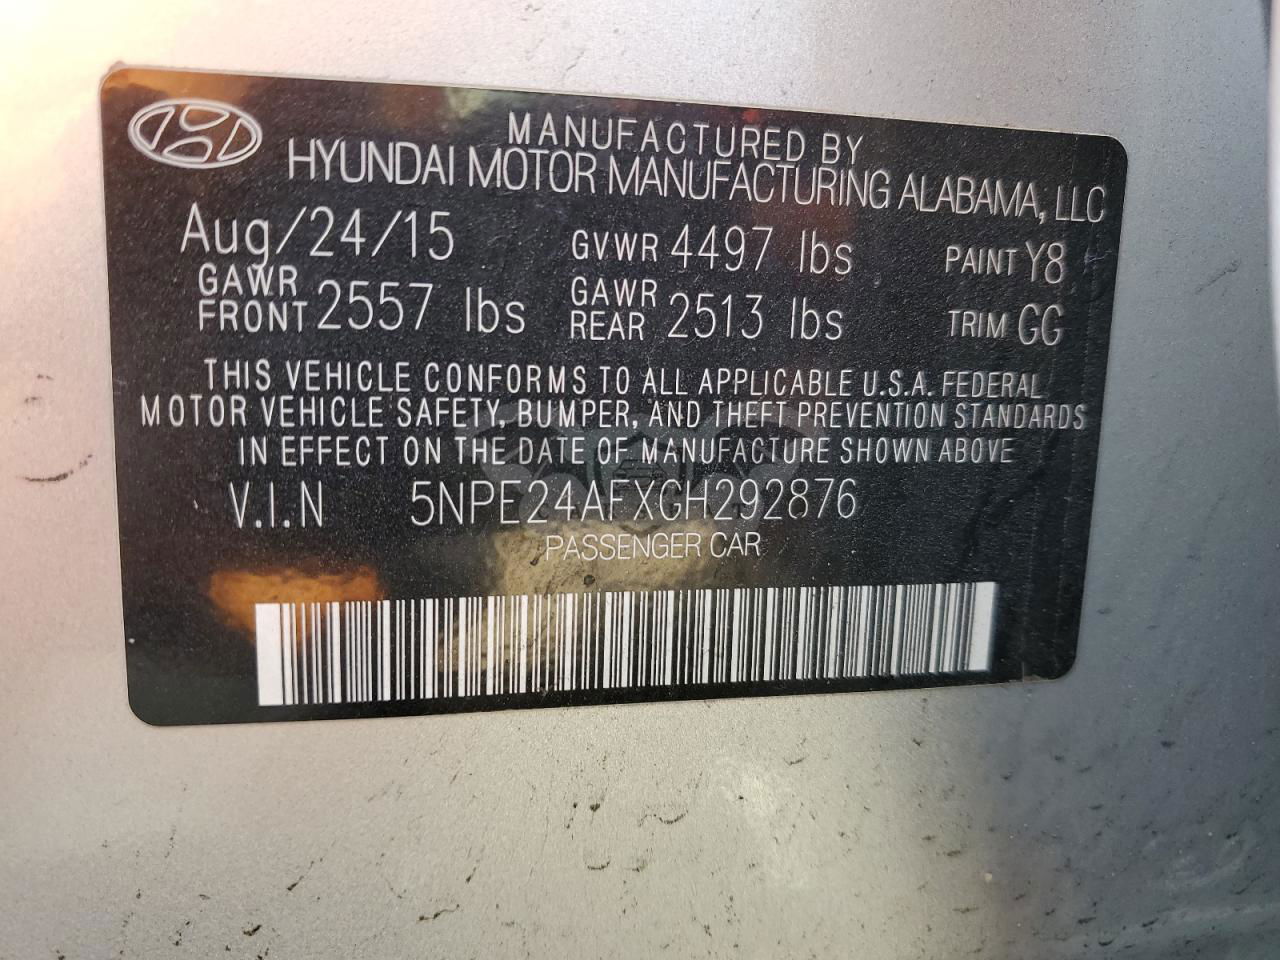 MANUFACTURED BY
HYUNDAI MOTOR MANUFACTURING ALABAMA, LLC
Aug/24/15 GVWR 4497 lbs PAINT Y8
GAWR FRONT 2557 lbs GAWR REAR 2513 lbs TRIM GG
THIS VEHICLE CONFORMS TO ALL APPLICABLE U.S.A. FEDERAL
MOTOR VEHICLE SAFETY, BUMPER, AND THEFT PREVENTION STANDARDS
IN EFFECT ON THE DATE OF MANUFACTURE SHOWN ABOVE
V.I.N 5NPE24AFXGH292876
PASSENGER CAR